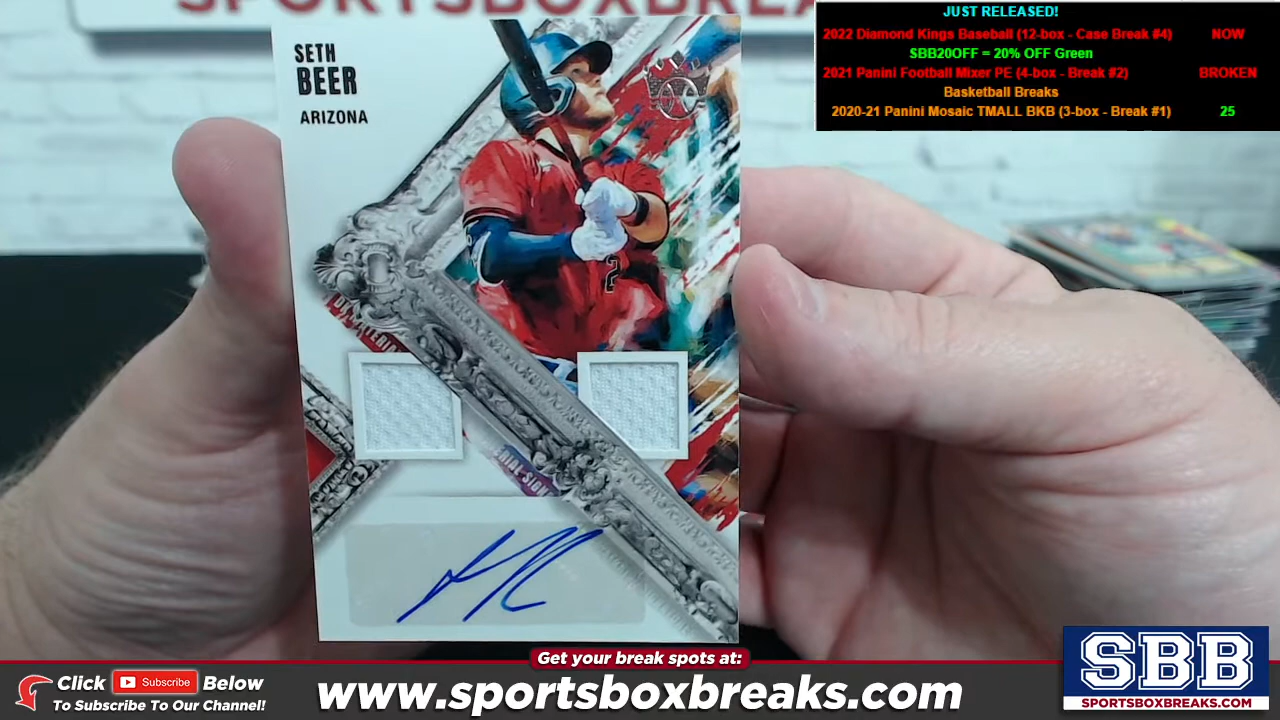 SPORTSBOXBREAKS
JUST RELEASED!
2022 Diamond Kings Baseball (12-box - Case Break #4) NOW
SBB20OFF = 20% OFF Green
2021 Panini Football Mixer PE (4-box - Break #2) BROKEN
Basketball Breaks
2020-21 Panini Mosaic TMALL BKB (3-box - Break #1) 25
SETH
BEER
ARIZONA
2
Get your break spots at:
Click Subscribe Below
To Subscribe To Our Channel!
www.sportsboxbreaks.com
SBB
SPORTSBOXBREAKS.COM